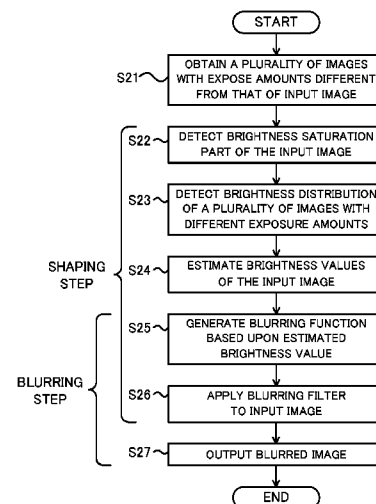 START
S21
OBTAIN A PLURALITY OF IMAGES
WITH EXPOSE AMOUNTS DIFFERENT
FROM THAT OF INPUT IMAGE
S22
DETECT BRIGHTNESS SATURATION
PART OF THE INPUT IMAGE
S23
DETECT BRIGHTNESS DISTRIBUTION
OF A PLURALITY OF IMAGES WITH
DIFFERENT EXPOSURE AMOUNTS
SHAPING
STEP
S24
ESTIMATE BRIGHTNESS VALUES
OF THE INPUT IMAGE
S25
GENERATE BLURRING FUNCTION
BASED UPON ESTIMATED
BRIGHTNESS VALUE
BLURRING
STEP
S26
APPLY BLURRING FILTER
TO INPUT IMAGE
S27
OUTPUT BLURRED IMAGE
END